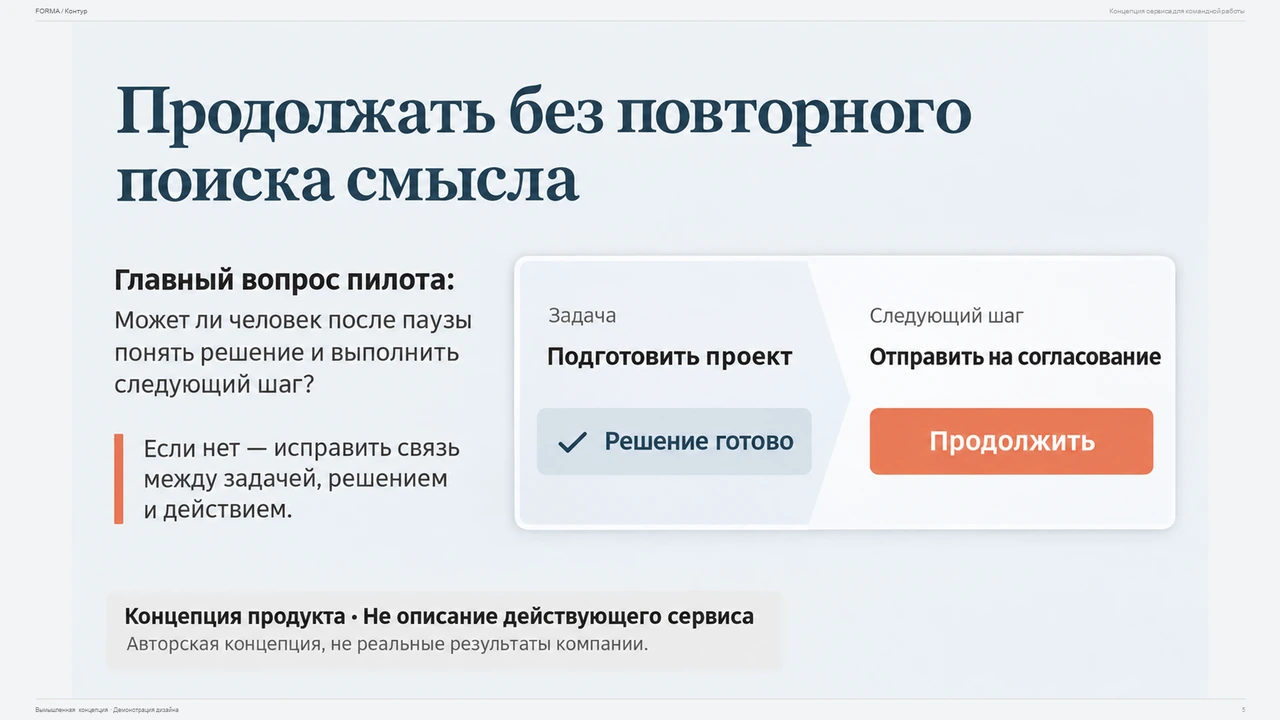 FORMA / Контур
Концепция сервиса для командной работы
Продолжать без повторного
поиска смысла
Главный вопрос пилота:
Может ли человек после паузы
понять решение и выполнить
следующий шаг?
Если нет — исправить связь
между задачей, решением
и действием.
Задача
Подготовить проект
Решение готово
Следующий шаг
Отправить на согласование
Продолжить
Концепция продукта • Не описание действующего сервиса
Авторская концепция, не реальные результаты компании.
Вымышленная концепция · Демонстрация дизайна
5